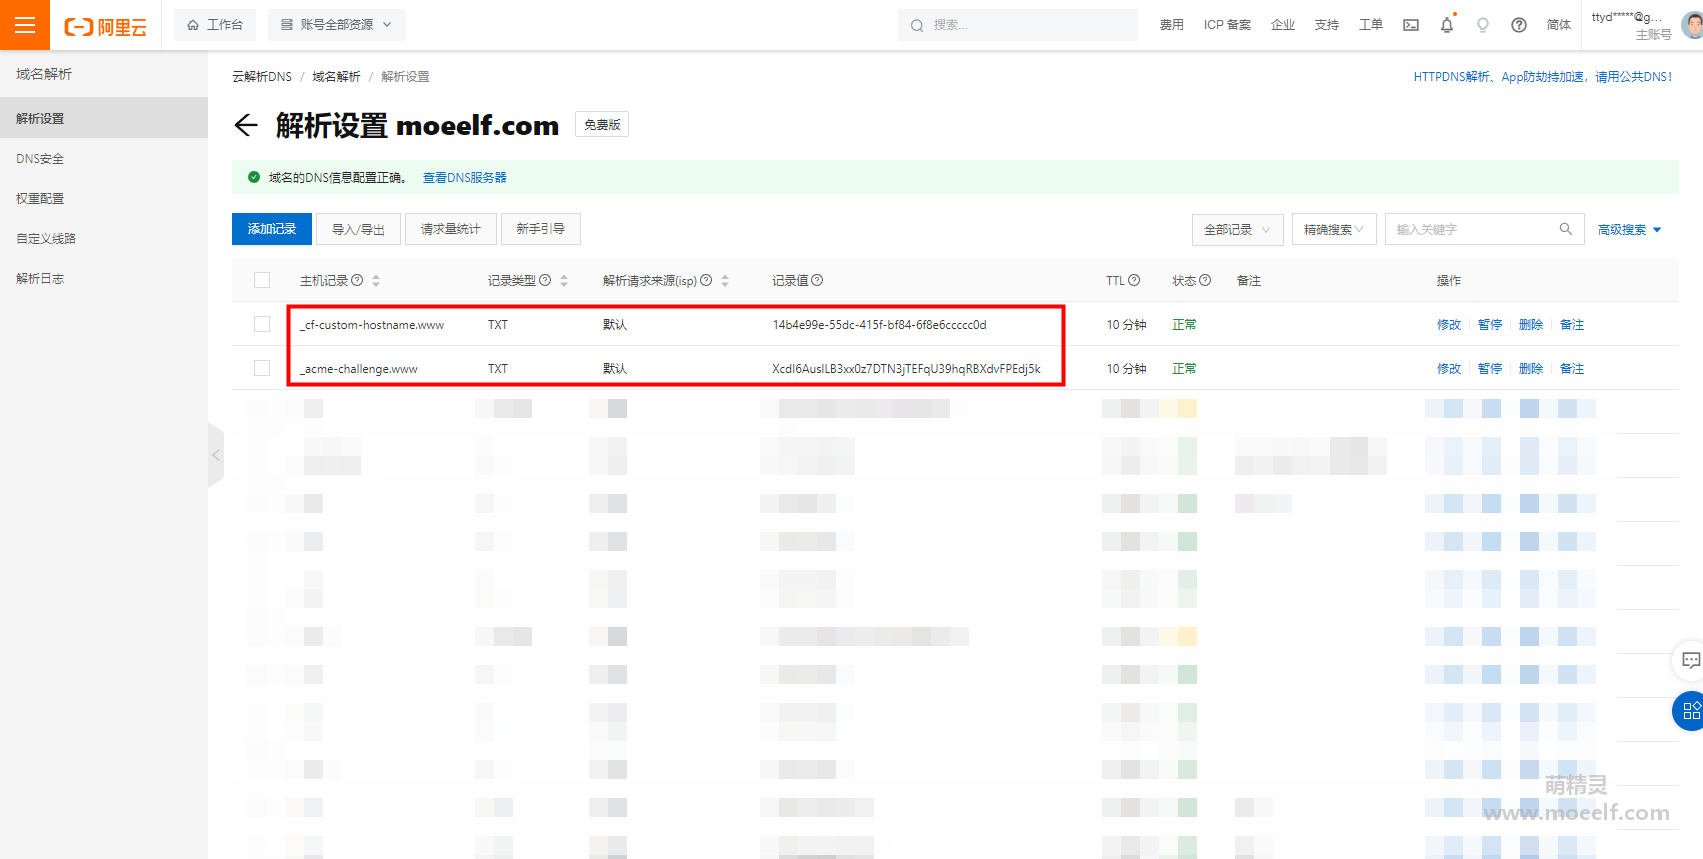 阿里云
工作台
账号全部资源
搜索...
费用
ICP 备案
企业
支持
工单
简体
ttyd*****@g...
主账号
域名解析
解析设置
DNS安全
权重配置
自定义线路
解析日志
云解析DNS / 域名解析 / 解析设置
HTTPDNS解析、App防劫持加速，请用公共DNS!
解析设置 moeelf.com
免费版
域名的DNS信息配置正确。 查看DNS服务器
添加记录
导入/导出
请求量统计
新手引导
全部记录
精确搜索
输入关键字
高级搜索
主机记录 记录类型 解析请求来源(isp) 记录值 TTL 状态 备注 操作
_cf-custom-hostname.www TXT 默认 14b4e99e-55dc-415f-bf84-6f8e6ccccc0d 10 分钟 正常 修改 暂停 删除 备注
_acme-challenge.www TXT 默认 Xcdl6AuslLB3xx0z7DTN3jTEFqU39hqRBXdvFPEdj5k 10 分钟 正常 修改 暂停 删除 备注
萌精灵
www.moeelf.com